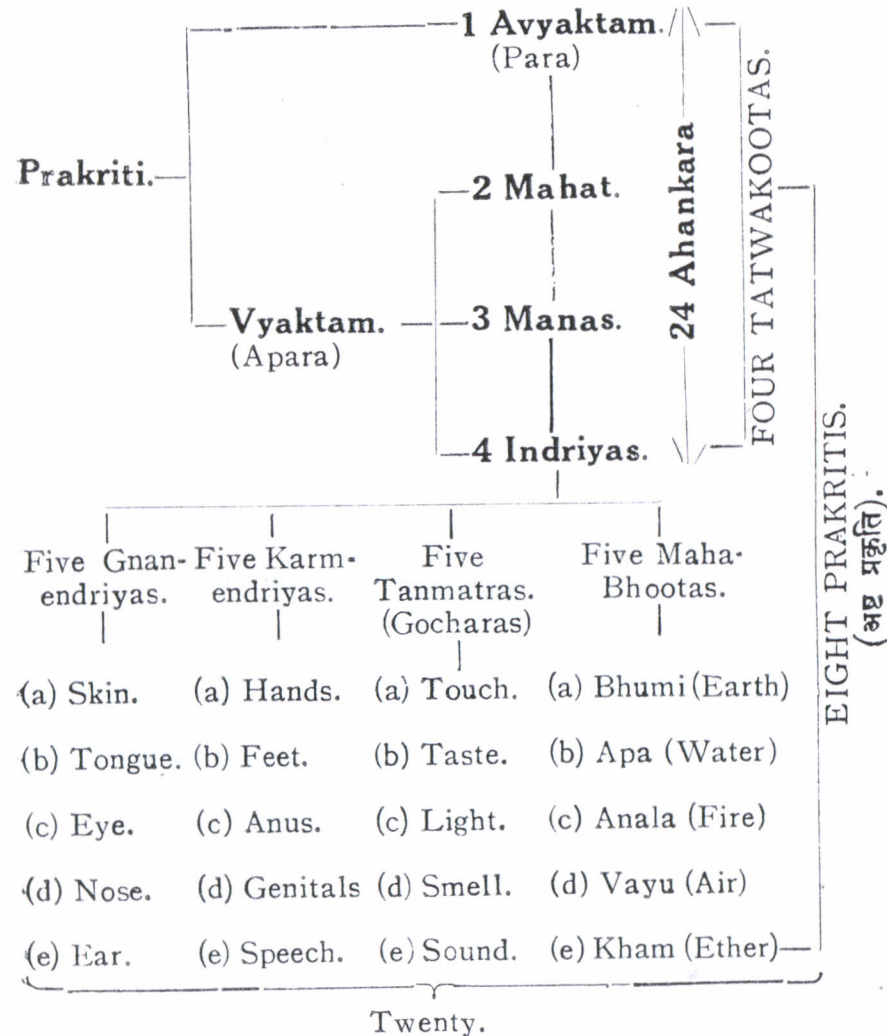 1 Avyaktam.
(Para)
Prakriti.
2 Mahat.
Vyaktam.
(Apara)
3 Manas.
4 Indriyas.
24 Ahankara
FOUR TATWAKOOTAS.
EIGHT PRAKRITIS.
(अष्ट प्रकृति).
Five Gnan-
endriyas.
Five Karm-
endriyas.
Five
Tanmatras.
(Gocharas)
Five Maha-
Bhootas.
(a) Skin. (a) Hands. (a) Touch. (a) Bhumi (Earth)
(b) Tongue. (b) Feet. (b) Taste. (b) Apa (Water)
(c) Eye. (c) Anus. (c) Light. (c) Anala (Fire)
(d) Nose. (d) Genitals (d) Smell. (d) Vayu (Air)
(e) Ear. (e) Speech. (e) Sound. (e) Kham (Ether)
Twenty.